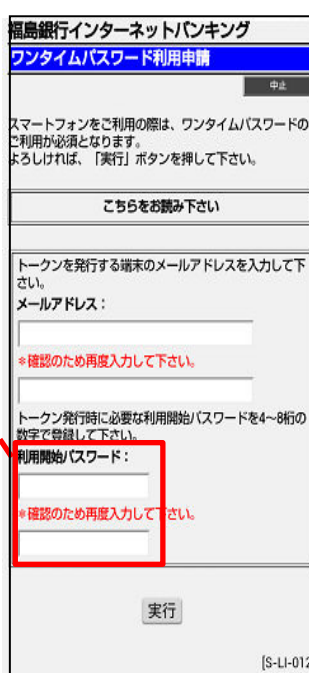 福島銀行インターネットバンキング
ワンタイムパスワード利用申請
中止
スマートフォンをご利用の際は、ワンタイムパスワードの
ご利用が必須となります。
よろしければ、「実行」ボタンを押して下さい。
こちらをお読み下さい
トークンを発行する端末のメールアドレスを入力して下
さい。
メールアドレス：
＊確認のため再度入力して下さい。
トークン発行時に必要な利用開始パスワードを4～8桁の
数字で登録して下さい。
利用開始パスワード：
＊確認のため再度入力して下さい。
実行
[S-LI-012